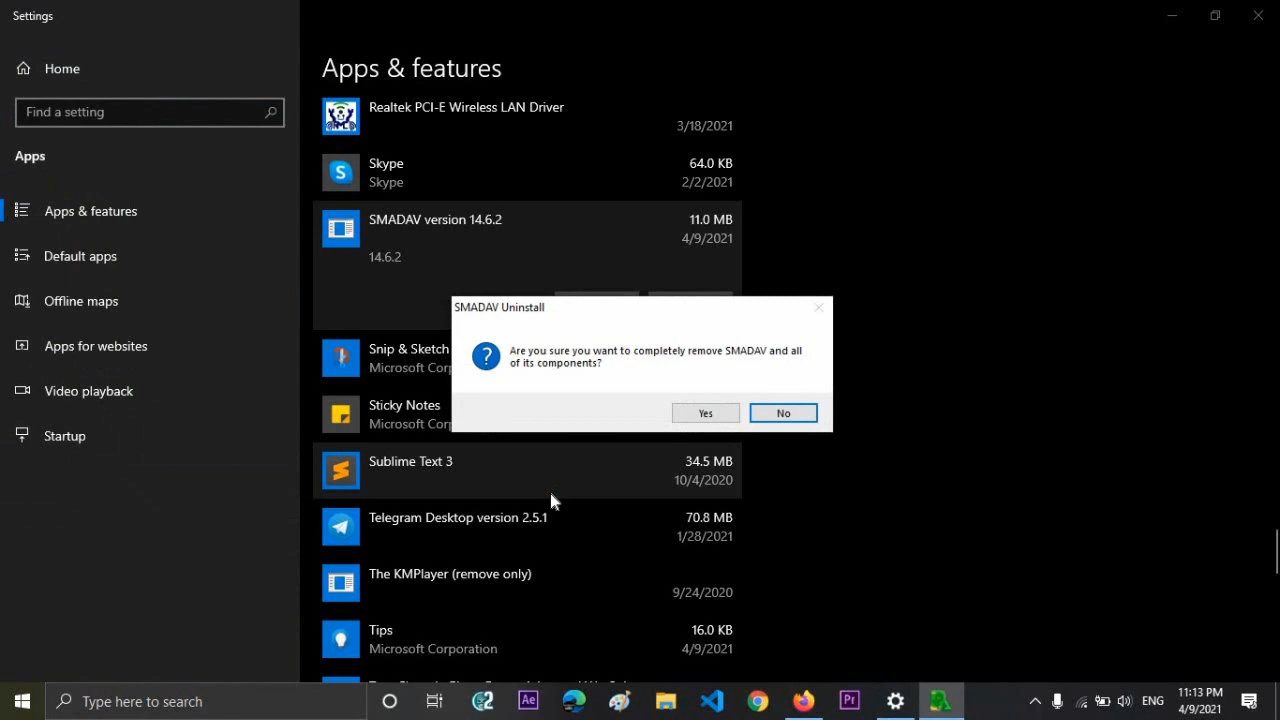 Settings
Home
Find a setting
Apps
Apps & features
Default apps
Offline maps
Apps for websites
Video playback
Startup
Apps & features
Realtek PCI-E Wireless LAN Driver
3/18/2021
Skype 64.0 KB
Skype 2/2/2021
SMADAV version 14.6.2 11.0 MB
4/9/2021
14.6.2
SMADAV Uninstall
Are you sure you want to completely remove SMADAV and all
of its components?
Yes No
Snip & Sketch
Microsoft
Sticky Notes
Microsoft
Sublime Text 3 34.5 MB
10/4/2020
Telegram Desktop version 2.5.1 70.8 MB
1/28/2021
The KMPlayer (remove only)
9/24/2020
Tips 16.0 KB
Microsoft Corporation 4/9/2021
Type here to search
Ae
Pr
ENG
11:13 PM
4/9/2021